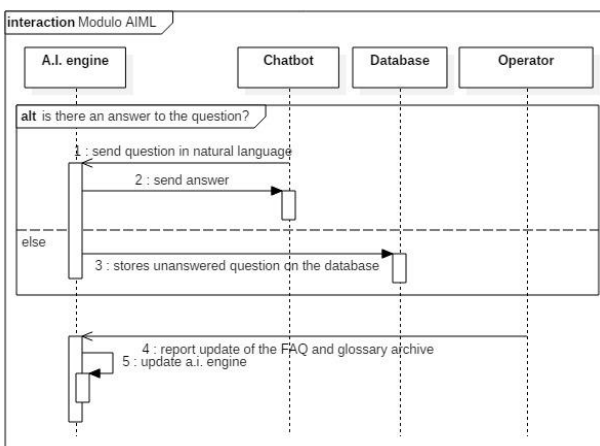 interaction Modulo AIML
A.I. engine
Chatbot
Database
Operator
alt is there an answer to the question?
1 : send question in natural language
2 : send answer
else
3 : stores unanswered question on the database
4 : report update of the FAQ and glossary archive
5 : update a.i. engine